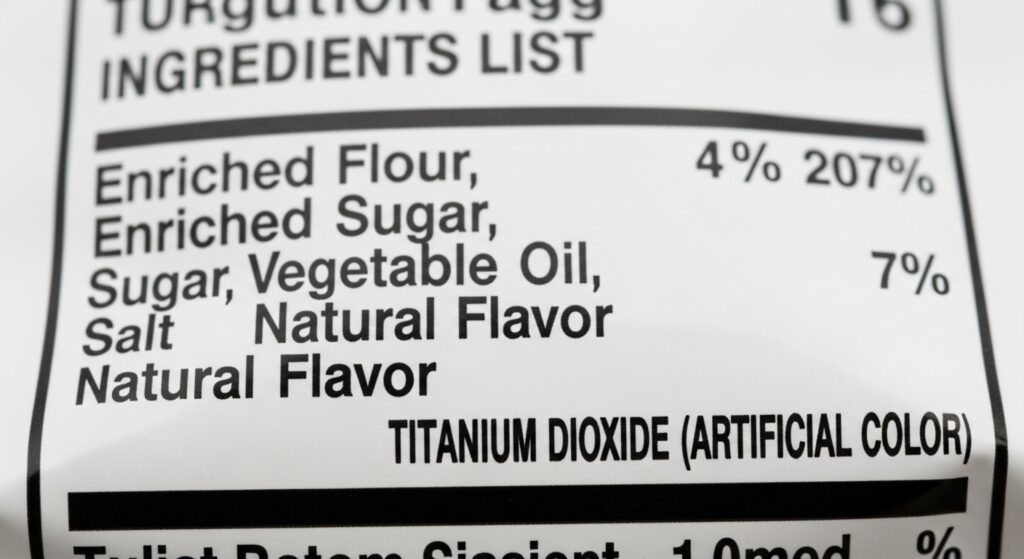 INGREDIENTS LIST
Enriched Flour, 4% 207%
Enriched Sugar,
Sugar, Vegetable Oil, 7%
Salt Natural Flavor
Natural Flavor
TITANIUM DIOXIDE (ARTIFICIAL COLOR)
%